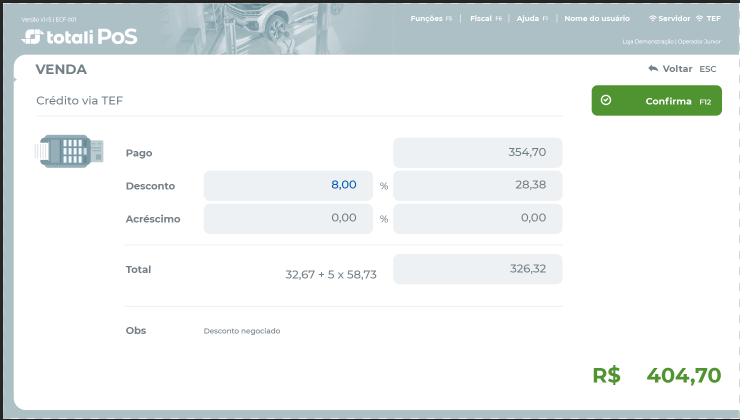 Versão v1.15 | ECF 001
Funções F5 | Fiscal F6 | Ajuda F1 | Nome do usuário Servidor TEF
totali PoS
Loja Demonstração | Operador Junior
VENDA
Voltar ESC
Crédito via TEF
Confirma F12
Pago 354,70
Desconto 8,00 % 28,38
Acréscimo 0,00 % 0,00
Total 32,67 + 5 x 58,73 326,32
Obs Desconto negociado
R$ 404,70